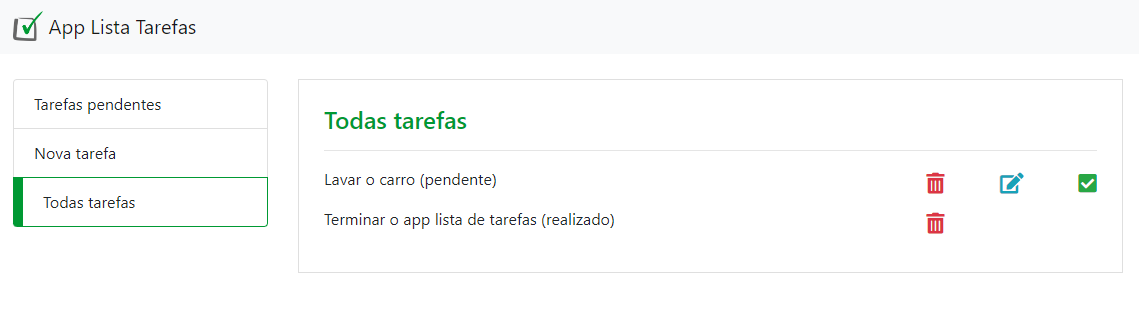 App Lista Tarefas
Tarefas pendentes
Nova tarefa
Todas tarefas
Todas tarefas
Lavar o carro (pendente)
Terminar o app lista de tarefas (realizado)